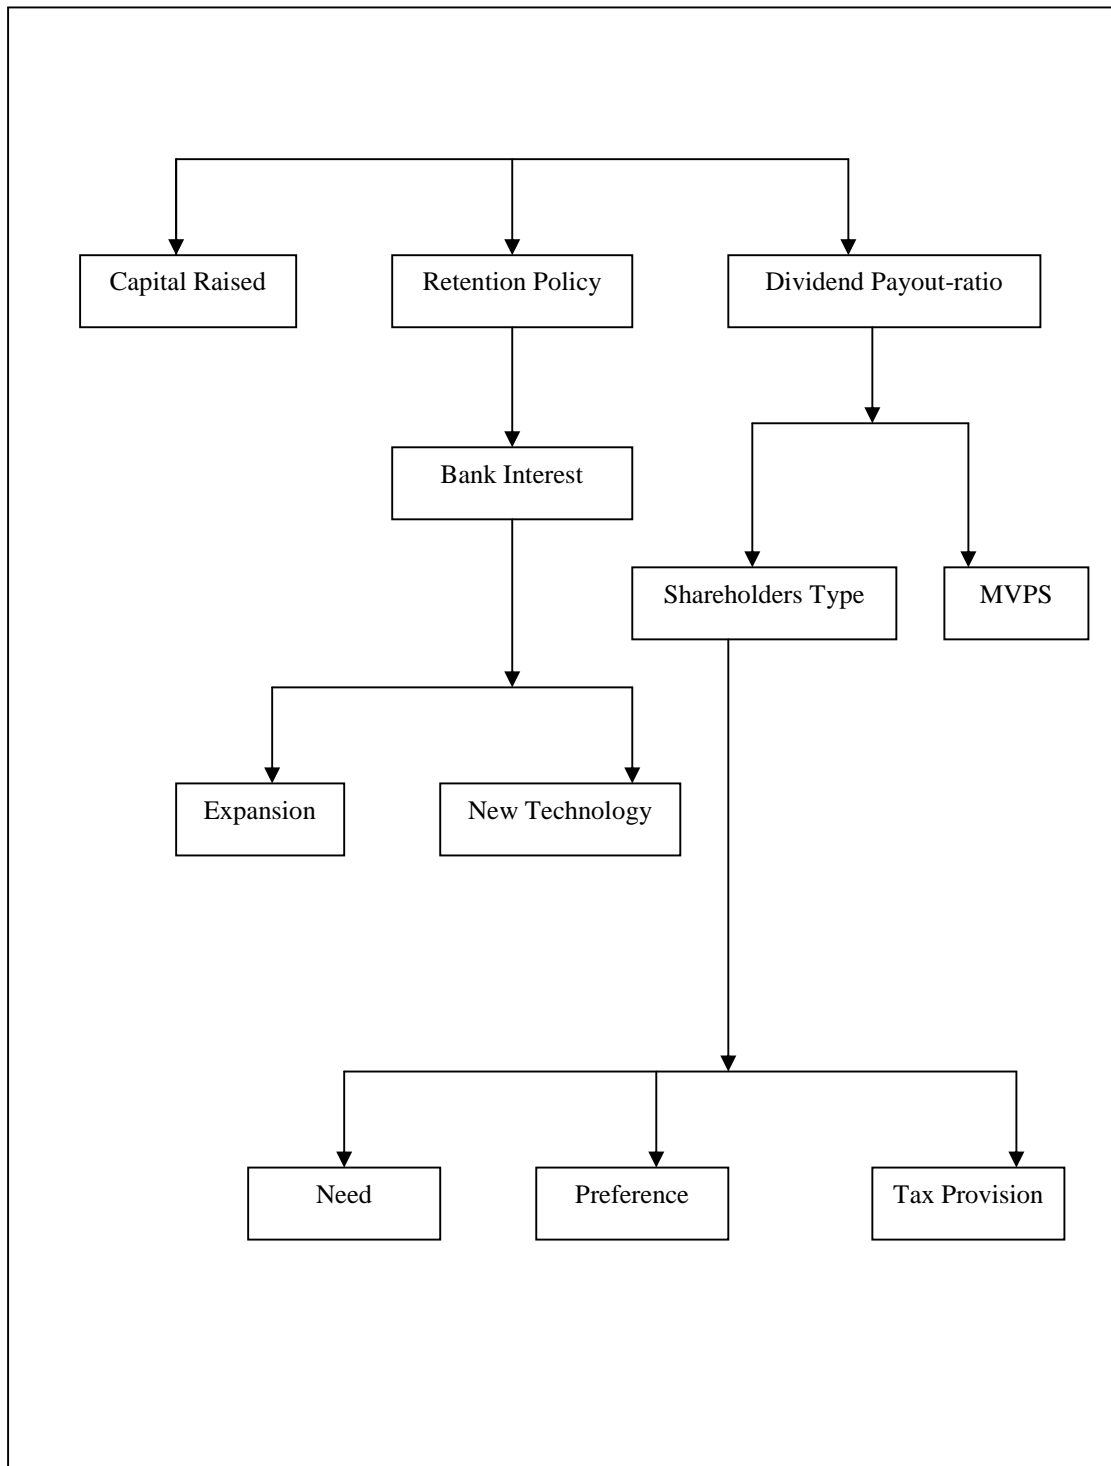 Capital Raised
Retention Policy
Dividend Payout-ratio
Bank Interest
Shareholders Type
MVPS
Expansion
New Technology
Need
Preference
Tax Provision